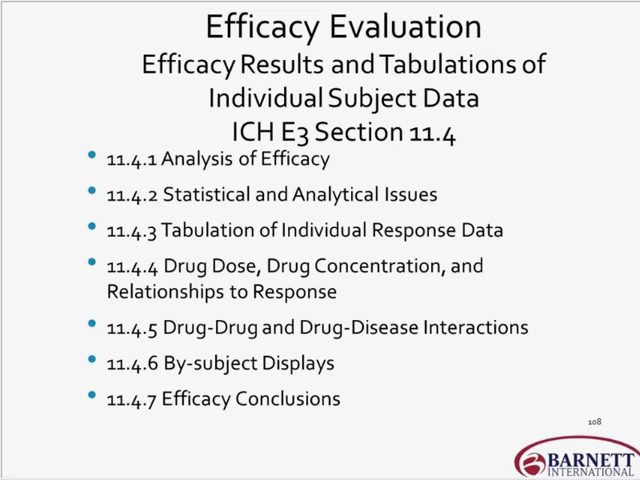 Efficacy Evaluation
Efficacy Results and Tabulations of
Individual Subject Data
ICH E3 Section 11.4
• 11.4.1 Analysis of Efficacy
• 11.4.2 Statistical and Analytical Issues
• 11.4.3 Tabulation of Individual Response Data
• 11.4.4 Drug Dose, Drug Concentration, and
Relationships to Response
• 11.4.5 Drug-Drug and Drug-Disease Interactions
• 11.4.6 By-subject Displays
• 11.4.7 Efficacy Conclusions
108
BARNETT
INTERNATIONAL